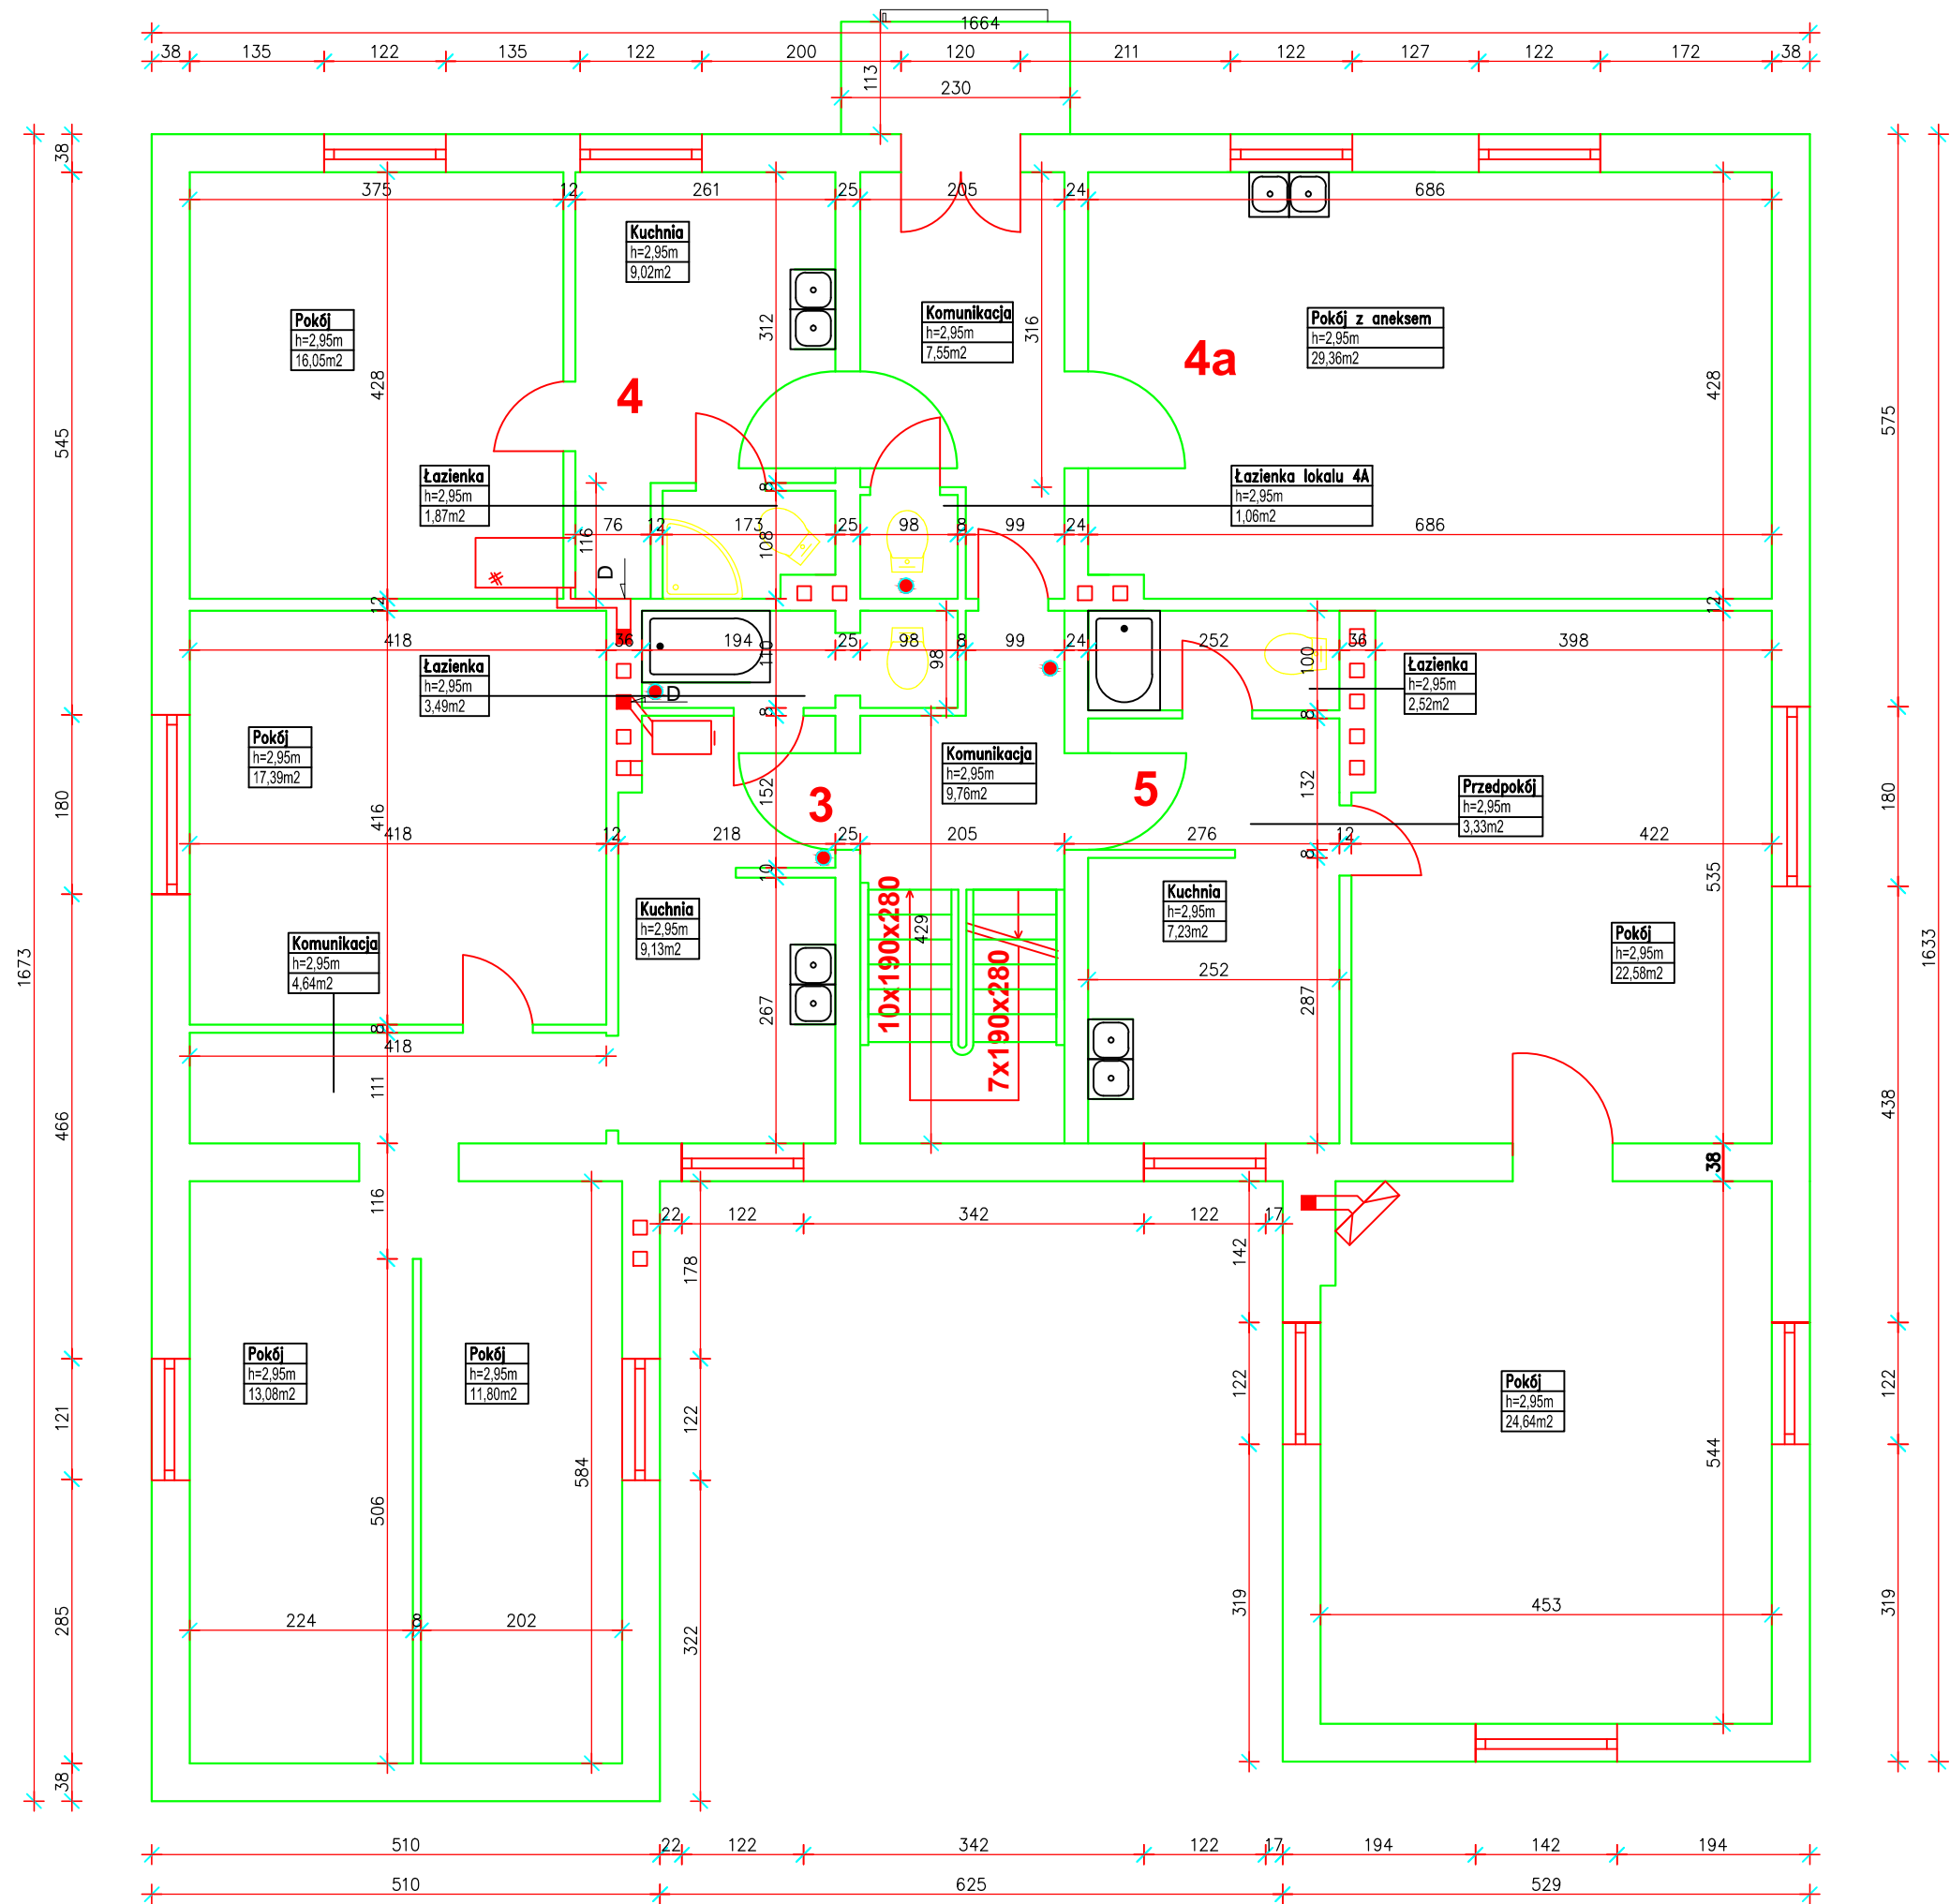 1664
38 135 122 135 122 200 120 211 122 127 122 172 38
113
230
38
375 12 261 25 205 24 686
Kuchnia
h=2,95m
9,02m2
Pokój
h=2,95m
16,05m2
Komunikacja
h=2,95m
7,55m2
Pokój z aneksem
h=2,95m
29,36m2
312
316
4a
4
428
428
545
575
Łazienka
h=2,95m
1,87m2
Łazienka lokalu 4A
h=2,95m
1,06m2
8
76 12 173 25 98 8 99 24 686
116
108
D
12
12
418 36 194 25 98 8 99 24 252 36 398
110
98
100
Łazienka
h=2,95m
3,49m2
D
Łazienka
h=2,95m
2,52m2
8
8
Pokój
h=2,95m
17,39m2
Komunikacja
h=2,95m
9,76m2
Przedpokój
h=2,95m
3,33m2
152
132
3
5
180
180
416
418 12 218 25 205 276 12 422
8
10
535
Kuchnia
h=2,95m
9,13m2
Kuchnia
h=2,95m
7,23m2
10x190x280
7x190x280
429
Pokój
h=2,95m
22,58m2
Komunikacja
h=2,95m
4,64m2
1673
1633
252
267
287
8
418
111
466
438
38
116
22 122 342 122 17
178
142
Pokój
h=2,95m
13,08m2
Pokój
h=2,95m
11,80m2
Pokój
h=2,95m
24,64m2
121
122
122
122
584
544
506
285
322
319
319
224 8 202
453
38
510 22 122 342 122 17 194 142 194
510 625 529